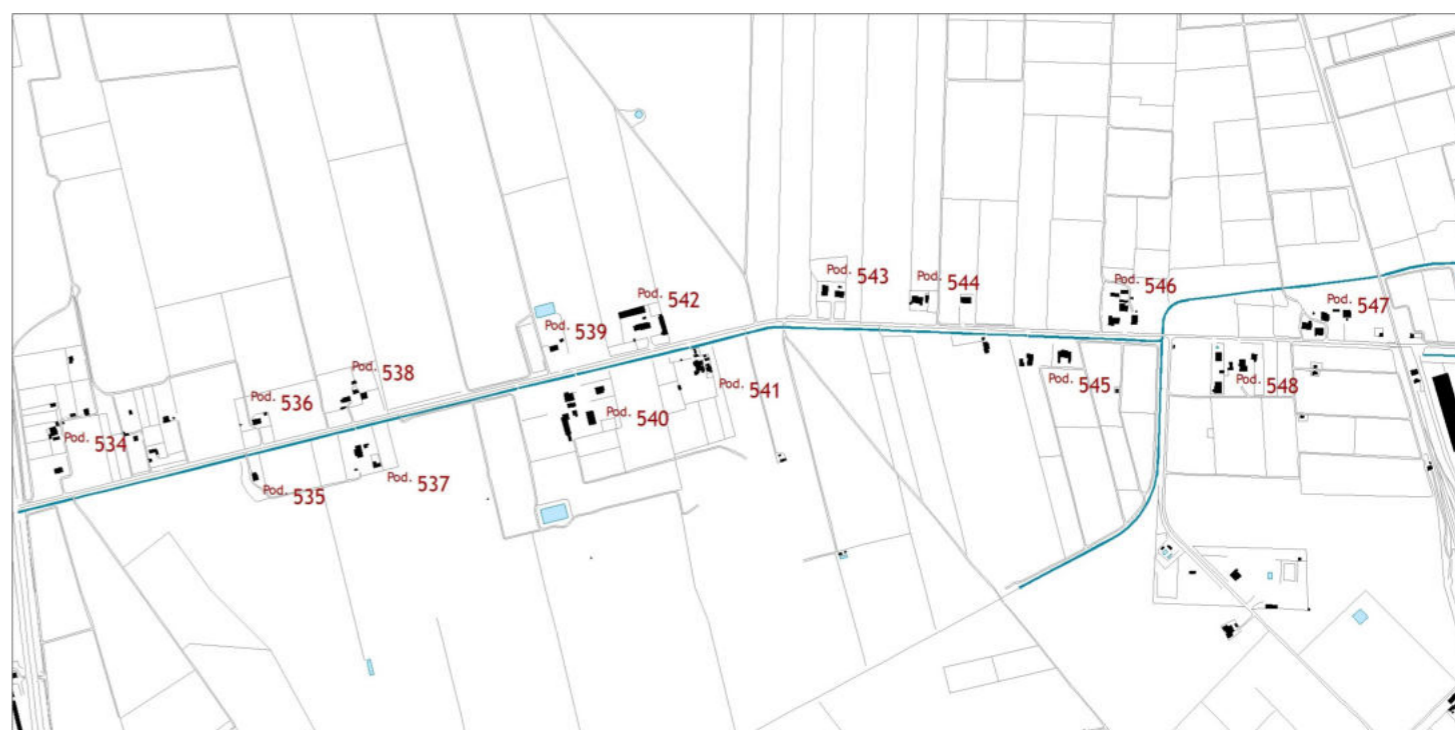 Pod. 534
Pod. 535
Pod. 536
Pod. 537
Pod. 538
Pod. 539
Pod. 540
Pod. 541
Pod. 542
Pod. 543
Pod. 544
Pod. 545
Pod. 546
Pod. 547
Pod. 548